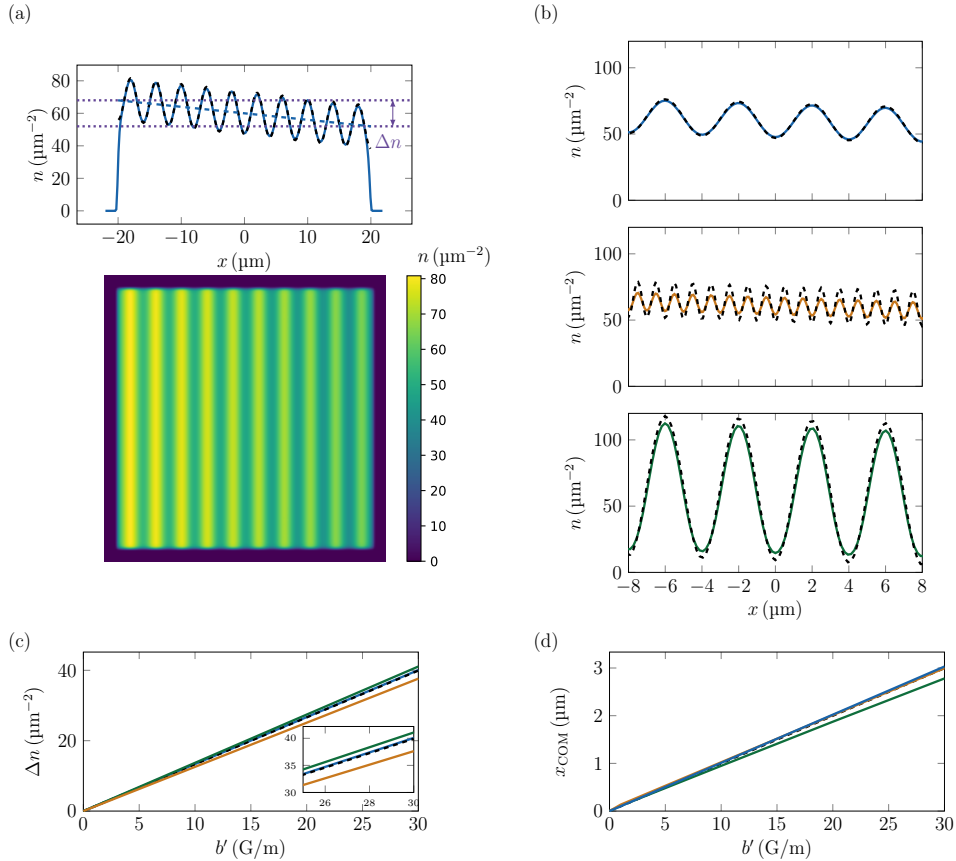 (a)
80
60
40
20
0
n (µm⁻²)
Δn
−20
−10
0
10
20
x (µm)
n (µm⁻²)
80
70
60
50
40
30
20
10
0
(b)
100
50
0
n (µm⁻²)
100
50
0
n (µm⁻²)
100
50
0
n (µm⁻²)
−8 −6 −4 −2 0 2 4 6 8
x (µm)
(c)
40
20
0
Δn (µm⁻²)
40
35
30
26 28 30
0 5 10 15 20 25 30
b′ (G/m)
(d)
3
2
1
0
x_COM (µm)
0 5 10 15 20 25 30
b′ (G/m)